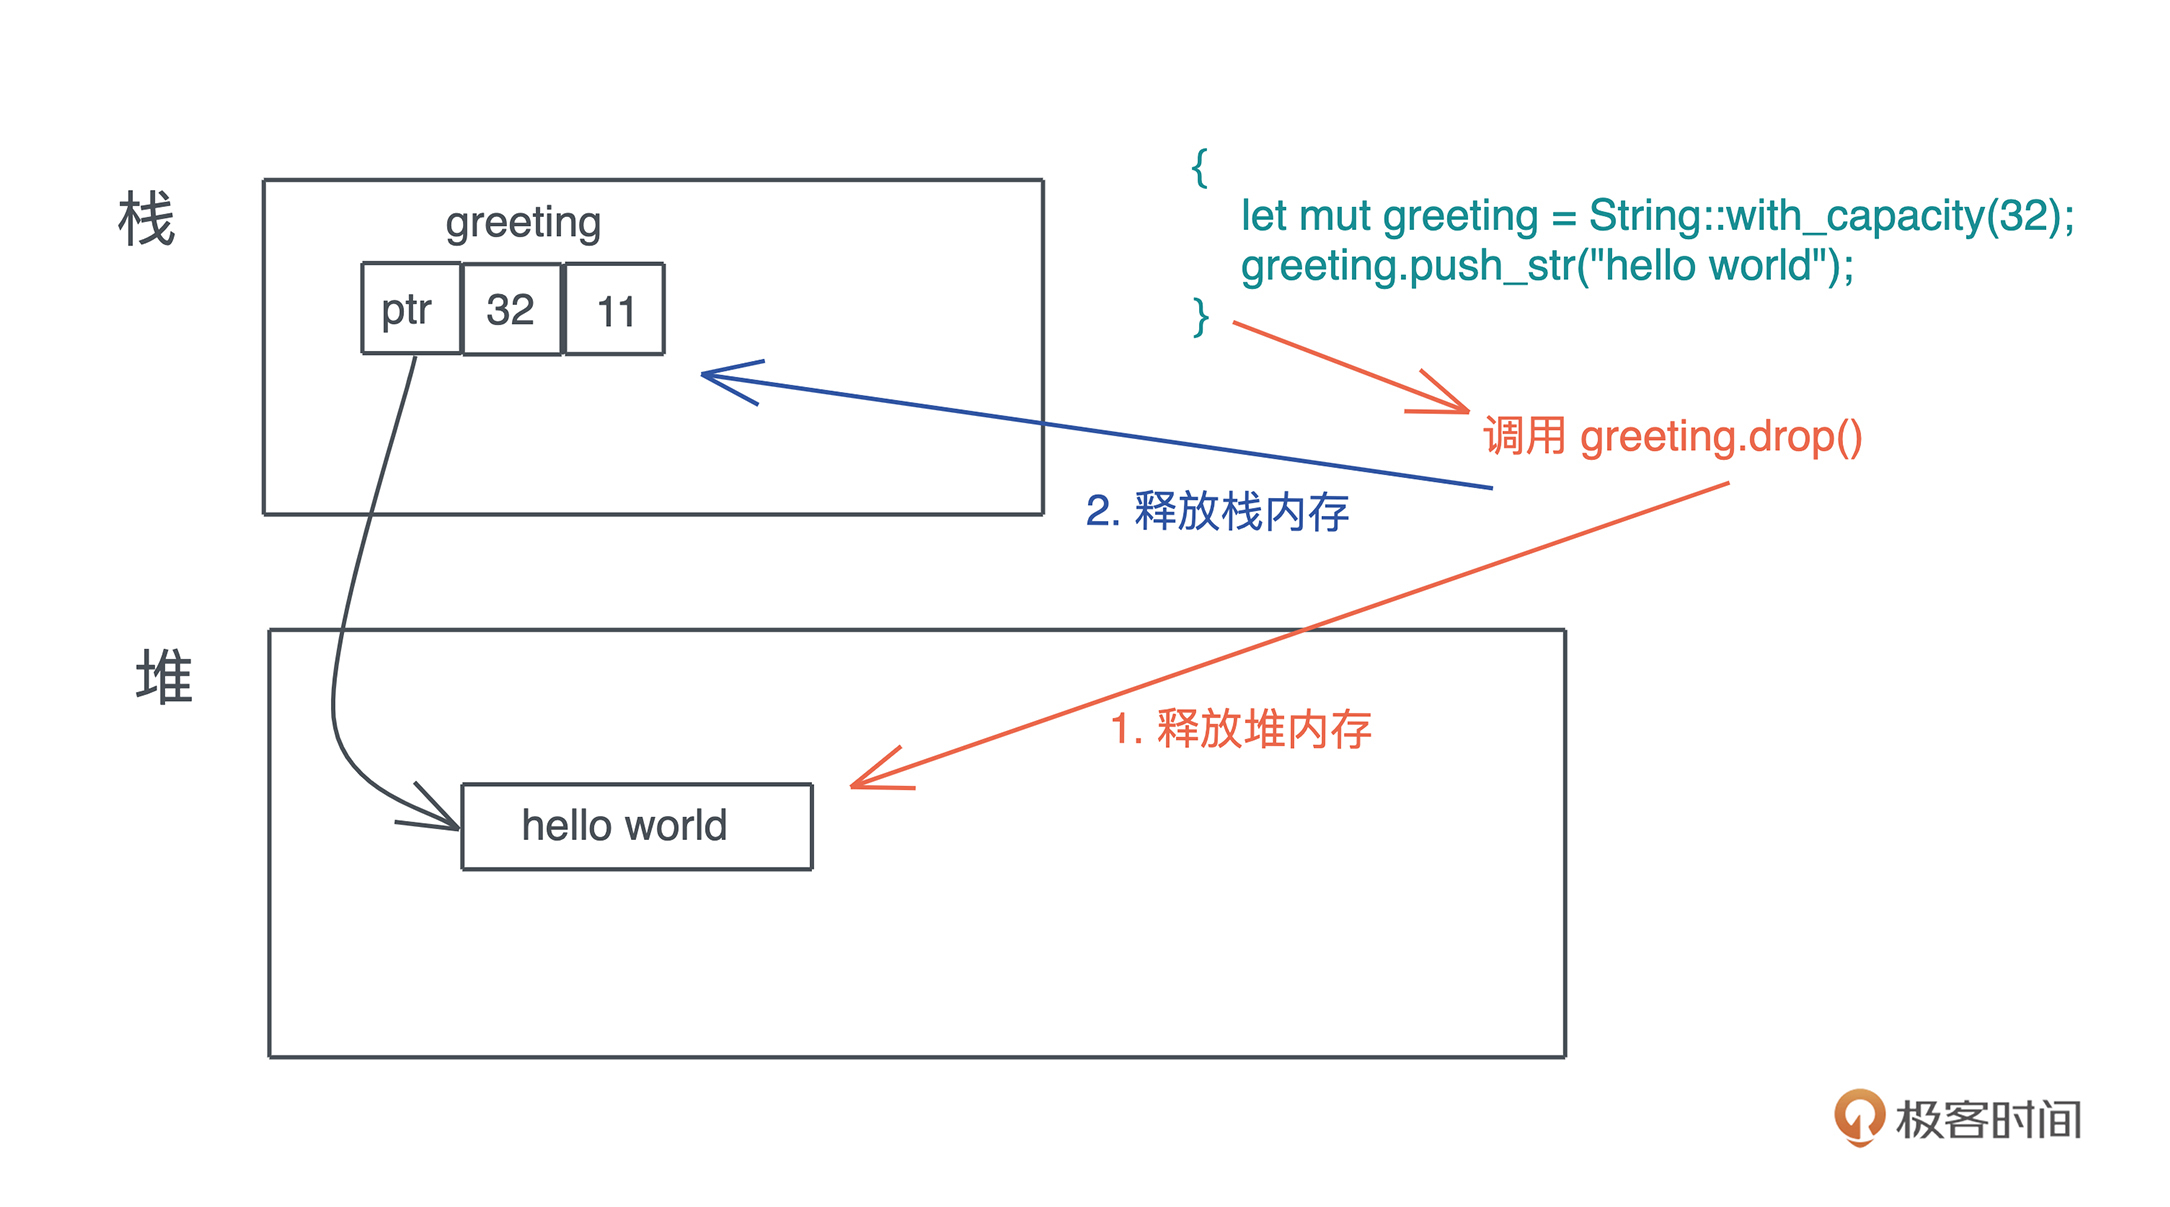 栈
greeting
ptr
32
11
{
let mut greeting = String::with_capacity(32);
greeting.push_str("hello world");
}
调用 greeting.drop()
2. 释放栈内存
堆
1. 释放堆内存
hello world
极客时间